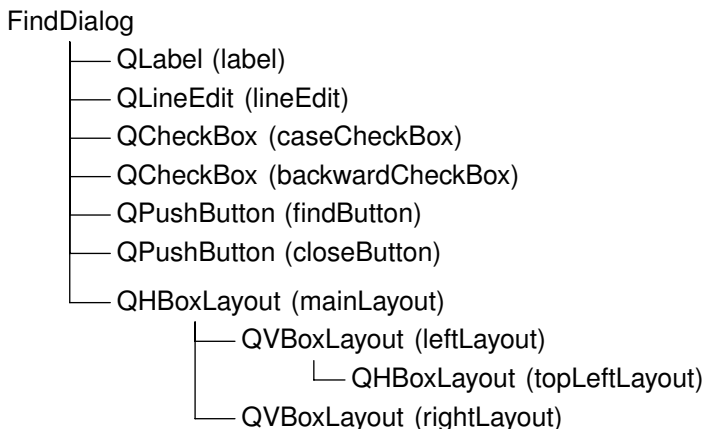 FindDialog
QLabel (label)
QLineEdit (lineEdit)
QCheckBox (caseCheckBox)
QCheckBox (backwardCheckBox)
QPushButton (findButton)
QPushButton (closeButton)
QHBoxLayout (mainLayout)
QVBoxLayout (leftLayout)
QHBoxLayout (topLeftLayout)
QVBoxLayout (rightLayout)